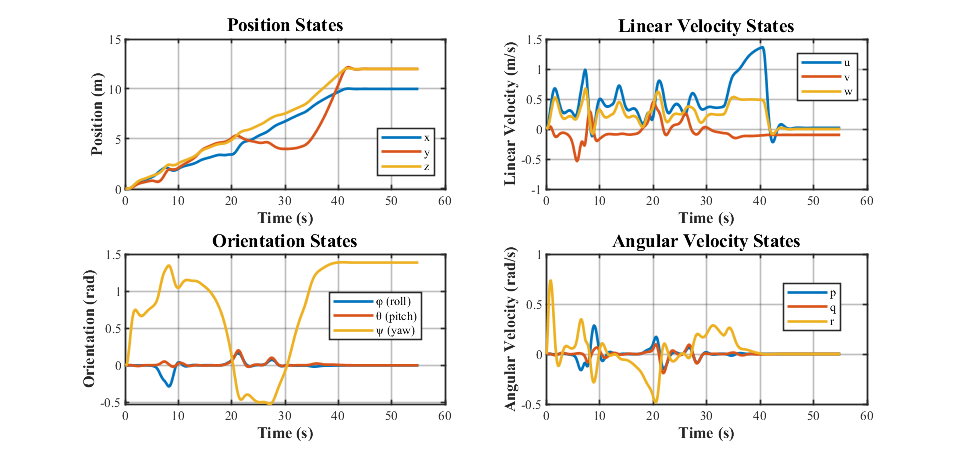 Position States
15
10
5
0
Position (m)
x
y
z
0 10 20 30 40 50 60
Time (s)
Linear Velocity States
1.5
1
0.5
0
-0.5
-1
Linear Velocity (m/s)
u
v
w
0 10 20 30 40 50 60
Time (s)
Orientation States
1.5
1
0.5
0
-0.5
Orientation (rad)
φ (roll)
θ (pitch)
ψ (yaw)
0 10 20 30 40 50 60
Time (s)
Angular Velocity States
1
0.5
0
-0.5
Angular Velocity (rad/s)
p
q
r
0 10 20 30 40 50 60
Time (s)